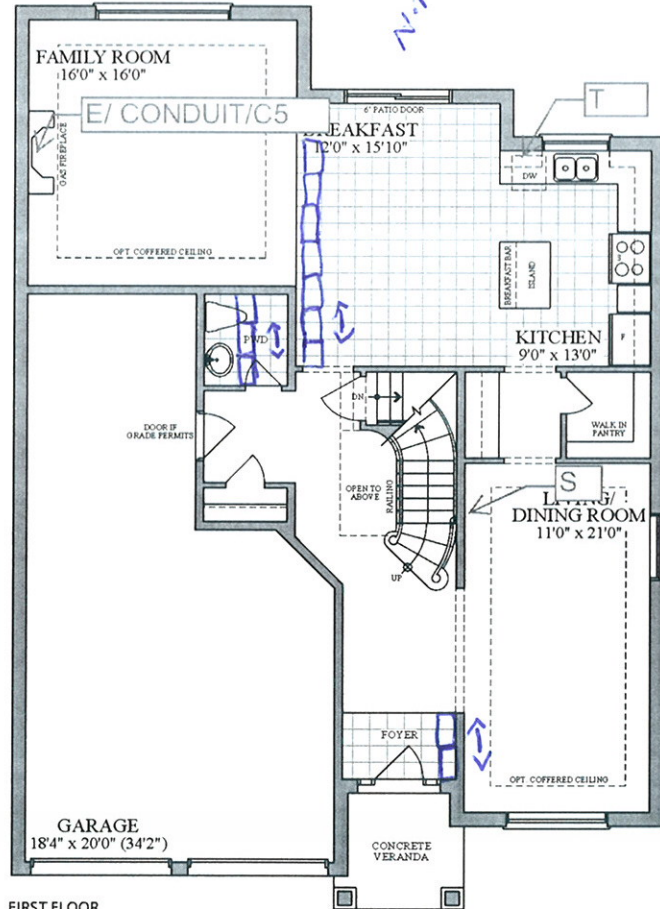 FAMILY ROOM
16'0" x 16'0"
E/ CONDUIT/C5
GAS FIREPLACE
OPT. COFFERED CEILING
6' PATIO DOOR
BREAKFAST
12'0" x 15'10"
T
DW
BREAKFAST BAR
ISLAND
KITCHEN
9'0" x 13'0"
F
PWD
DOOR IF
GRADE PERMITS
DN
WALK IN
PANTRY
OPEN TO
ABOVE
RAILING
UP
S
LIVING/
DINING ROOM
11'0" x 21'0"
OPT. COFFERED CEILING
FOYER
GARAGE
18'4" x 20'0" (34'2")
CONCRETE
VERANDA
FIRST FLOOR